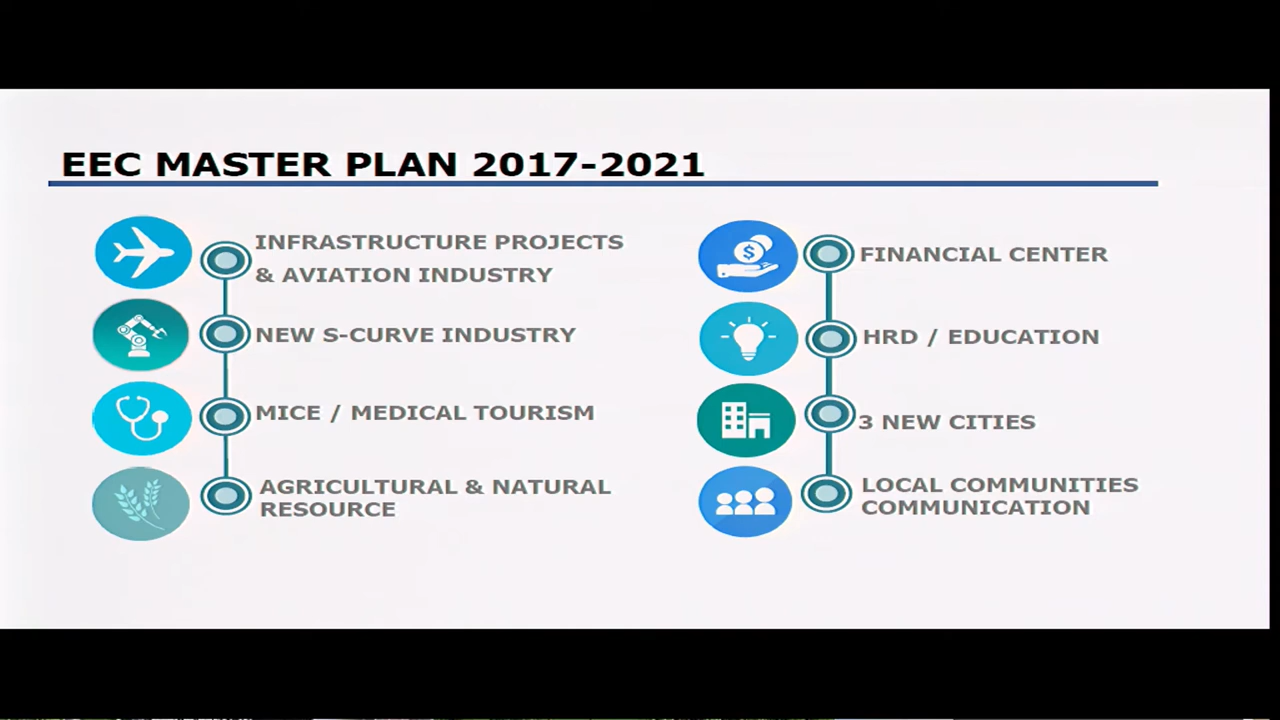 EEC MASTER PLAN 2017-2021
INFRASTRUCTURE PROJECTS
& AVIATION INDUSTRY
NEW S-CURVE INDUSTRY
MICE / MEDICAL TOURISM
AGRICULTURAL & NATURAL
RESOURCE
$
FINANCIAL CENTER
HRD / EDUCATION
3 NEW CITIES
LOCAL COMMUNITIES
COMMUNICATION